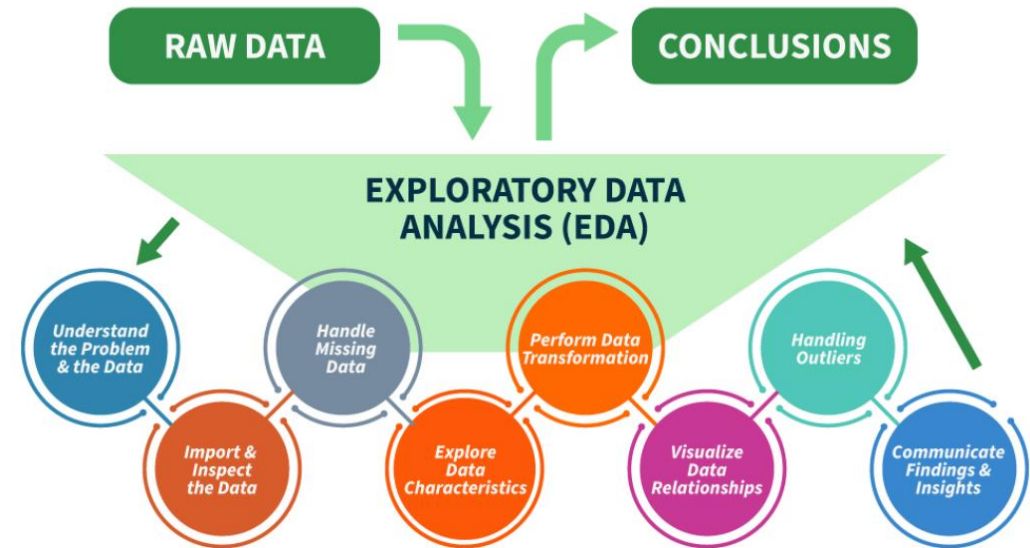 RAW DATA
CONCLUSIONS
EXPLORATORY DATA
ANALYSIS (EDA)
Understand
the Problem
& the Data
Import &
Inspect
the Data
Handle
Missing
Data
Explore
Data
Characteristics
Perform Data
Transformation
Visualize
Data
Relationships
Handling
Outliers
Communicate
Findings &
Insights